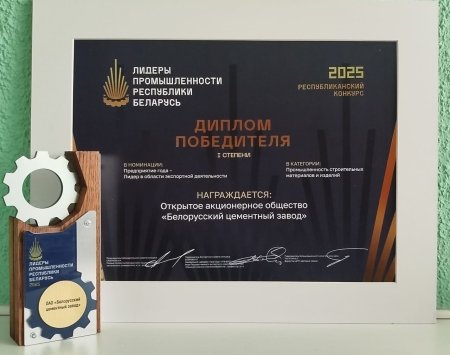 ЛИДЕРЫ
ПРОМЫШЛЕННОСТИ
РЕСПУБЛИКИ
БЕЛАРУСЬ
2025
РЕСПУБЛИКАНСКИЙ
КОНКУРС
ДИПЛОМ
ПОБЕДИТЕЛЯ
I СТЕПЕНИ
В НОМИНАЦИИ:
Предприятие года –
Лидер в области экспортной деятельности
В КАТЕГОРИИ:
Промышленность строительных
материалов и изделий
НАГРАЖДАЕТСЯ:
Открытое акционерное общество
«Белорусский цементный завод»
ЛИДЕРЫ
ПРОМЫШЛЕННОСТИ
РЕСПУБЛИКИ
БЕЛАРУСЬ
2025
ОАО «Белорусский
цементный завод»